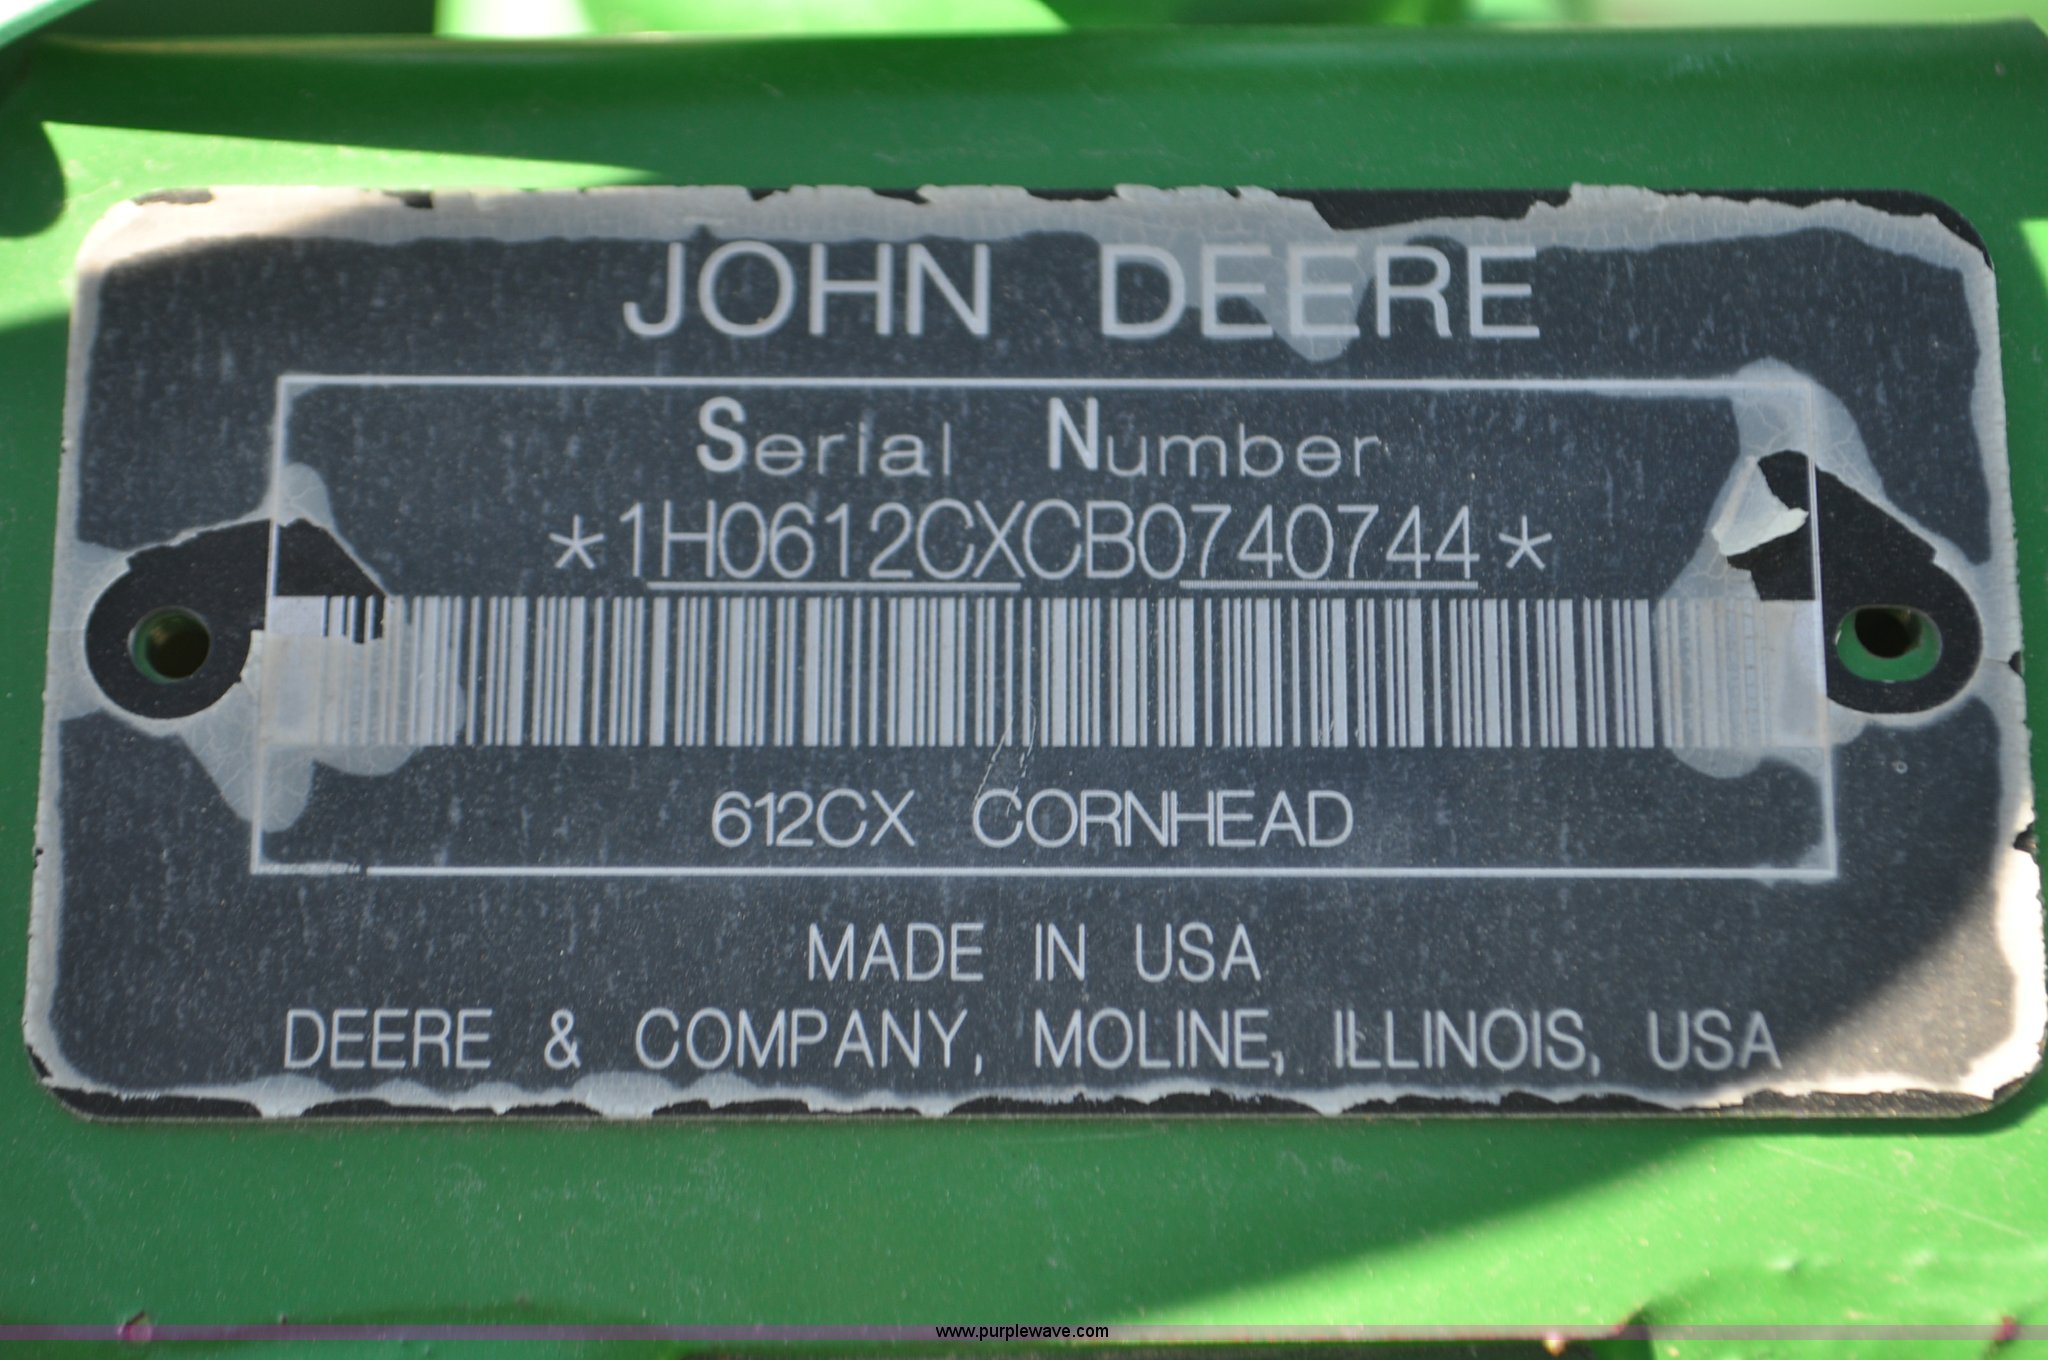 JOHN DEERE
Serial Number
*1H0612CXCB0740744*
612CX CORNHEAD
MADE IN USA
DEERE & COMPANY, MOLINE, ILLINOIS, USA
www.purplewave.com